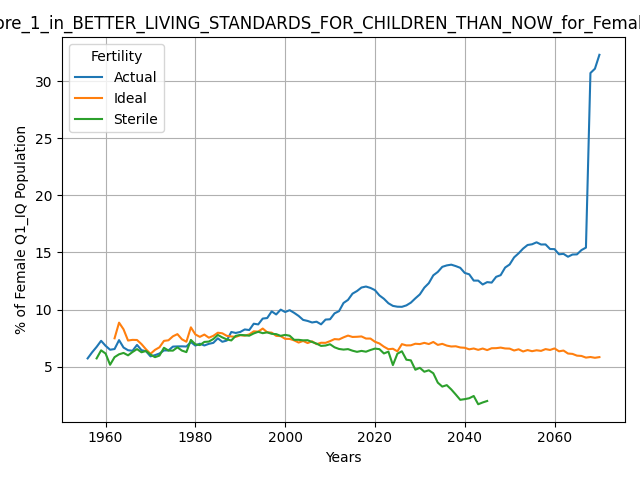 ore_1_in_BETTER_LIVING_STANDARDS_FOR_CHILDREN_THAN_NOW_for_Femal
Fertility
Actual
Ideal
Sterile
% of Female Q1_IQ Population
30
25
20
15
10
5
1960 1980 2000 2020 2040 2060
Years